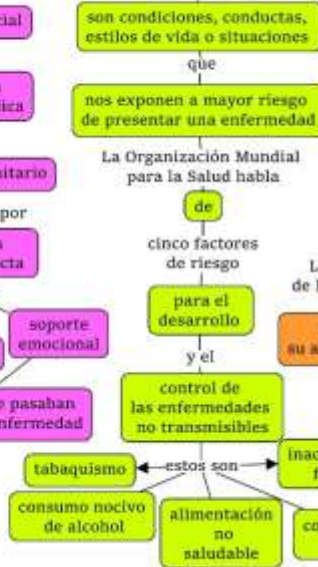 son condiciones, conductas,
estilos de vida o situaciones
que
nos exponen a mayor riesgo
de presentar una enfermedad
La Organización Mundial
para la Salud habla
de
cinco factores
de riesgo
para el
desarrollo
y el
control de
las enfermedades
no transmisibles
estos son
tabaquismo
consumo nocivo
de alcohol
alimentación
no
saludable
por
soporte
emocional
pasaban
de
su